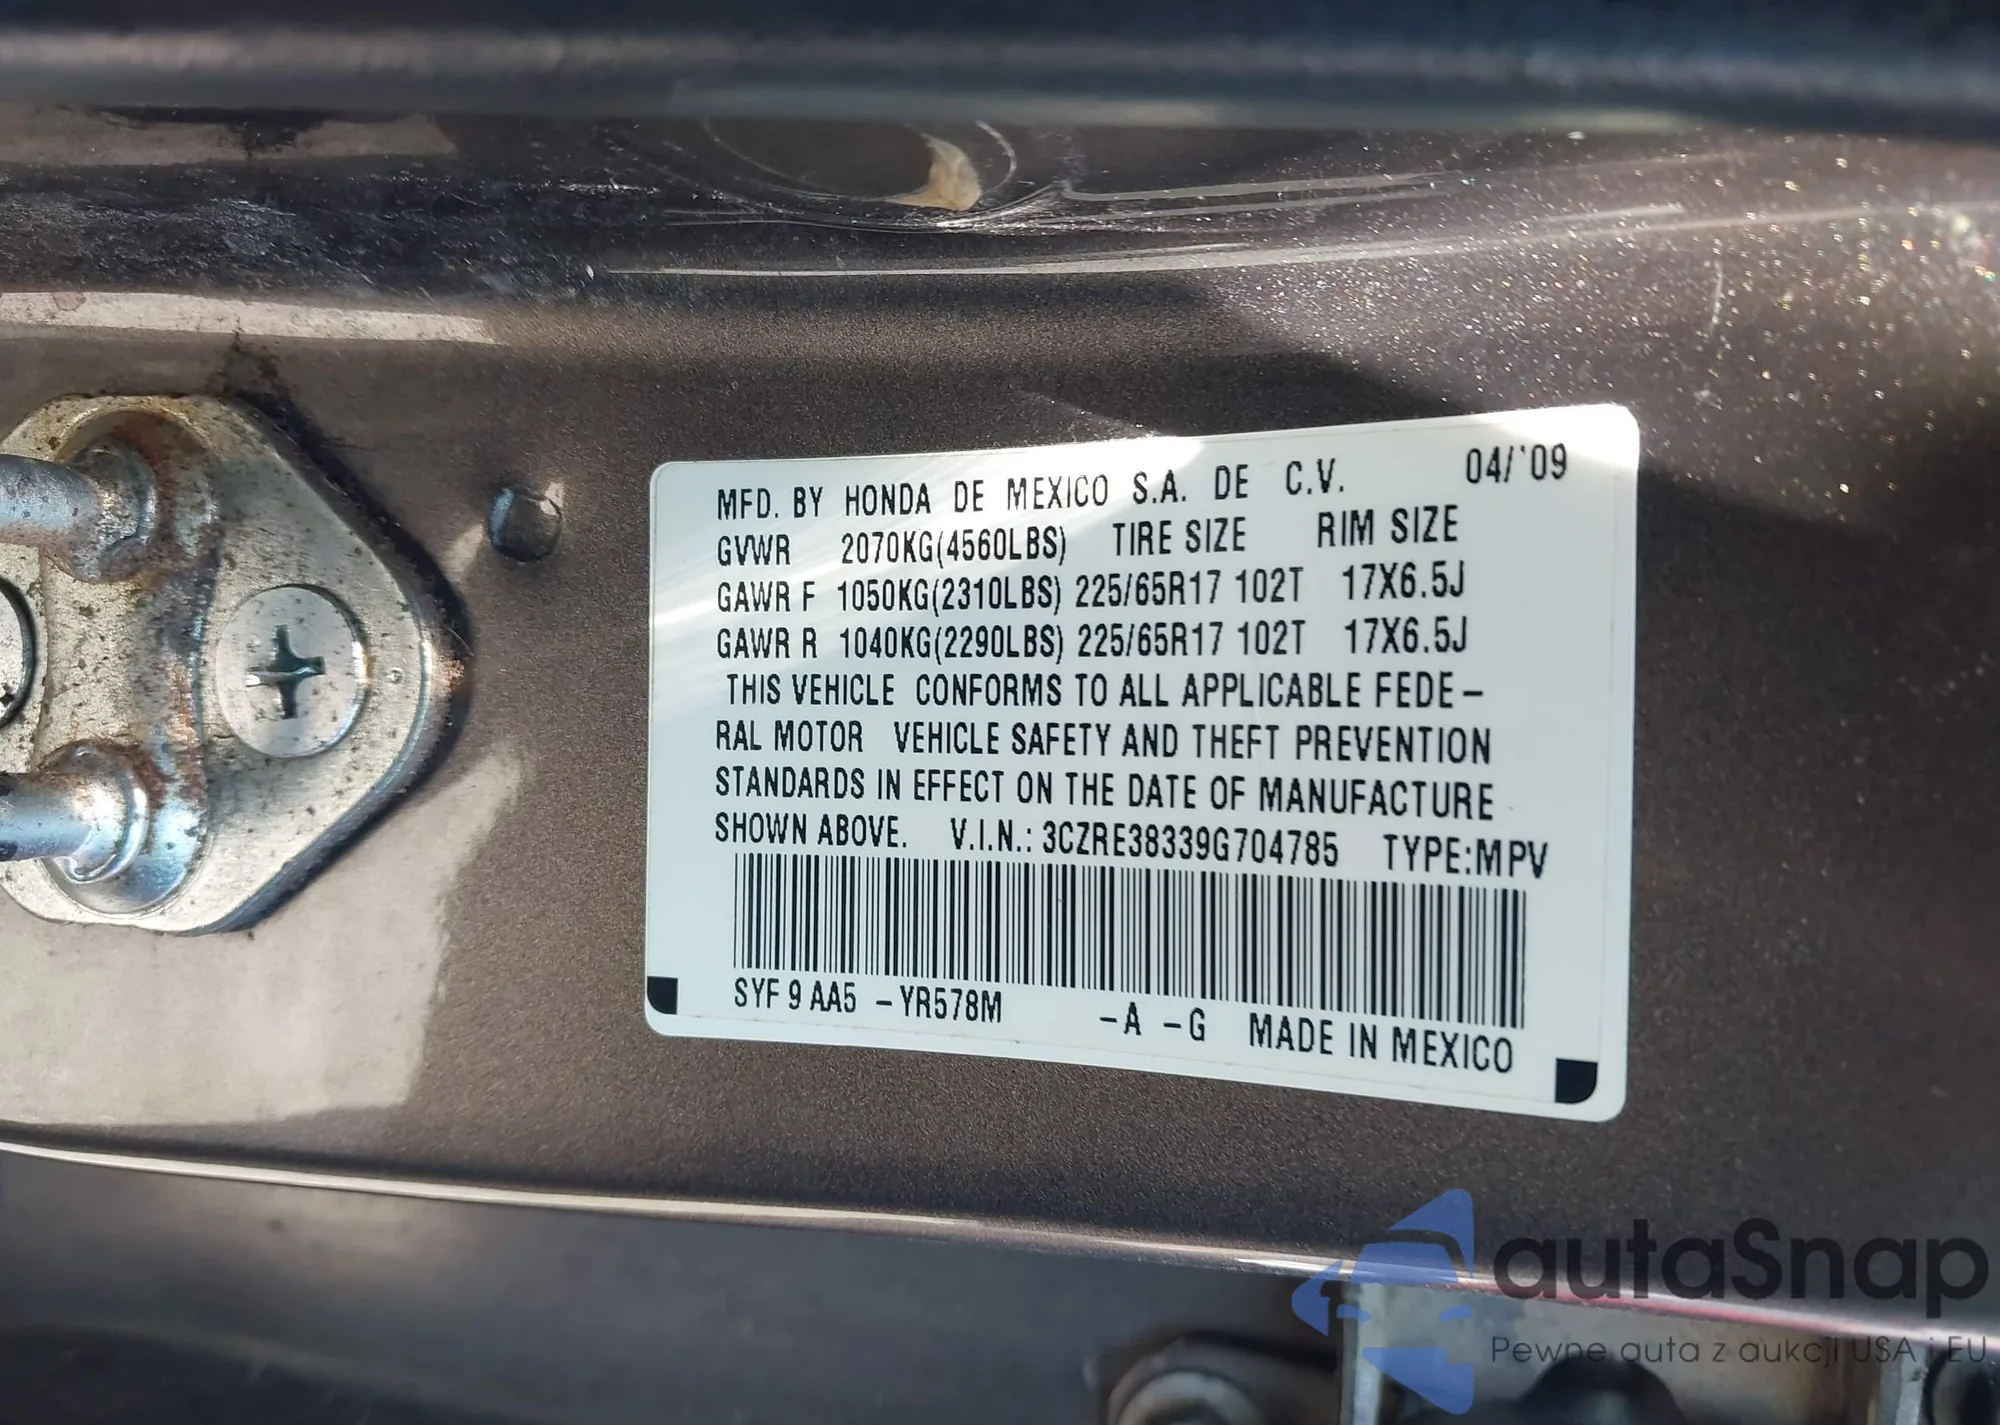 MFD. BY HONDA DE MEXICO S.A. DE C.V. 04/'09
GVWR 2070KG(4560LBS) TIRE SIZE RIM SIZE
GAWR F 1050KG(2310LBS) 225/65R17 102T 17X6.5J
GAWR R 1040KG(2290LBS) 225/65R17 102T 17X6.5J
THIS VEHICLE CONFORMS TO ALL APPLICABLE FEDE–
RAL MOTOR VEHICLE SAFETY AND THEFT PREVENTION
STANDARDS IN EFFECT ON THE DATE OF MANUFACTURE
SHOWN ABOVE. V.I.N.: 3CZRE38339G704785 TYPE:MPV
SYF 9 AA5 –YR578M –A –G MADE IN MEXICO
autaSnap
Pewne auta z aukcji USA i EU